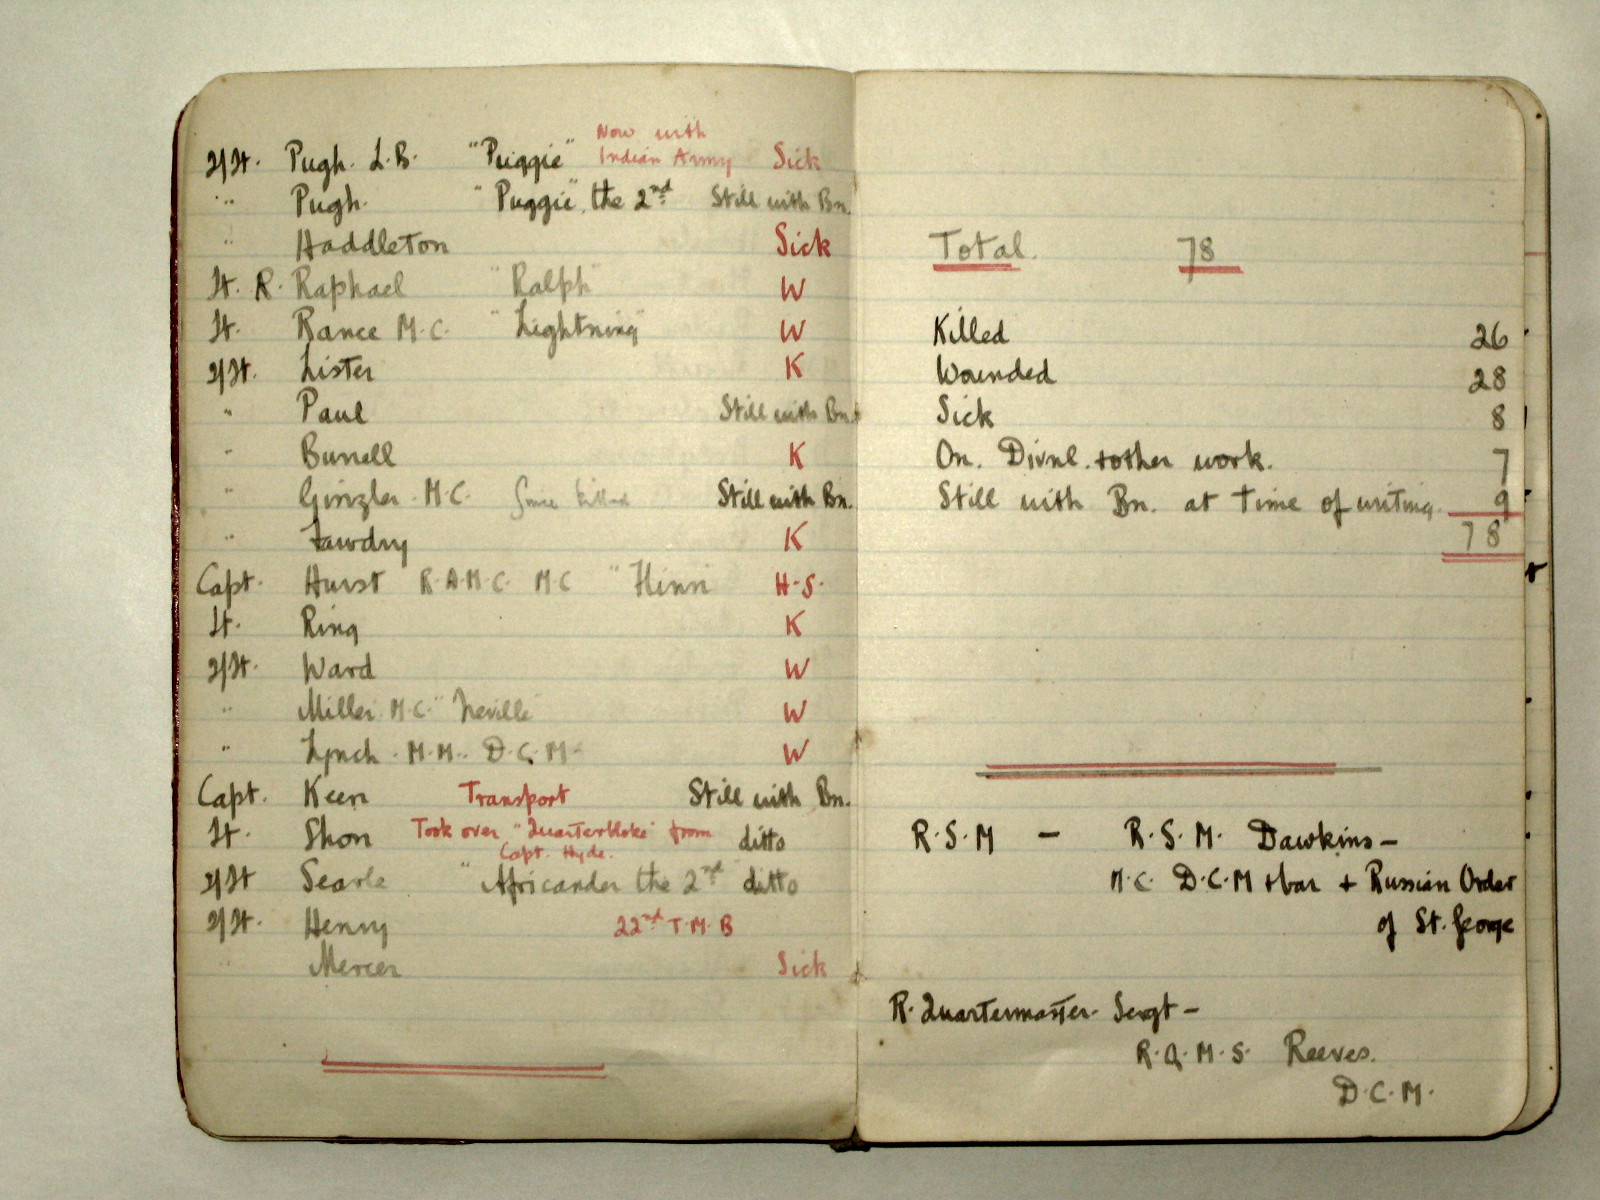 Now with
2/Lt. Pugh. L.B. "Puggie" Indian Army Sick
" Pugh. "Puggie" the 2nd Still with Bn.
" Haddleton Sick
Lt. R. Raphael "Ralph" W
Lt. Rance M.C. "Lightning" W
2/Lt. Lister K
" Paul Still with Bn.
" Burrell K
" Ginzler. M.C. Since killed Still with Bn.
" Fawdry K
Capt. Hurst R.A.M.C. M.C "Hinri H.S.
Lt. Ring K
2/Lt. Ward W
" Miller. M.C. "Neville" W
" Lynch. M.M. D.C.M. W
Capt. Keen Transport Still with Bn.
Lt. Shon Took over "Quarterbloke" from ditto
Capt. Hyde.
2/Lt Searle "Africander the 2nd ditto
2/Lt. Henry 22nd T.M.B
" Mercer Sick
Total. 78
Killed 26
Wounded 28
Sick 8
On. Divnl. + other work. 7
Still with Bn. at time of writing. 9
78
R.S.M - R.S.M. Dawkins -
M.C. D.C.M + bar + Russian Order
of St. George
R. Quartermaster. Sergt -
R.Q.M.S. Reeves.
D.C.M.